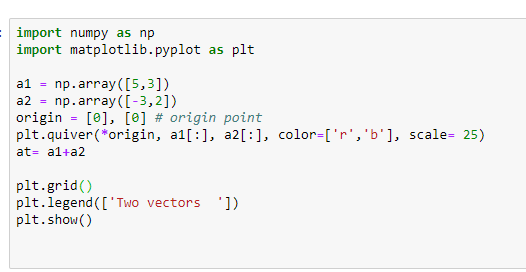 import numpy as np
import matplotlib.pyplot as plt
a1 = np.array([5,3])
a2 = np.array([-3,2])
origin = [0], [0] # origin point
plt.quiver(*origin, a1[:], a2[:], color=['r','b'], scale= 25)
at= a1+a2
plt.grid()
plt.legend(['Two vectors  '])
plt.show()